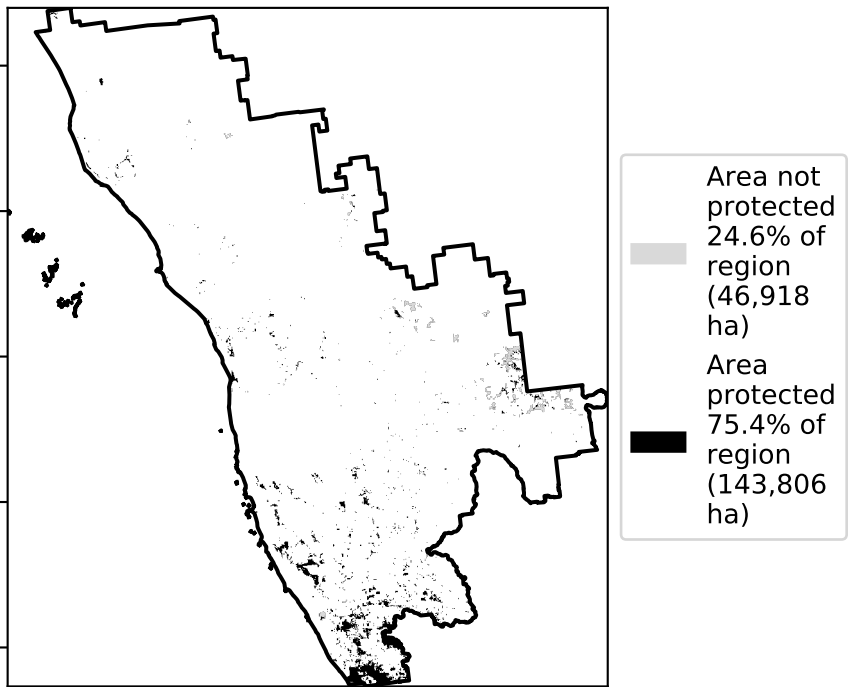 Area not
protected
24.6% of
region
(46,918
ha)
Area
protected
75.4% of
region
(143,806
ha)